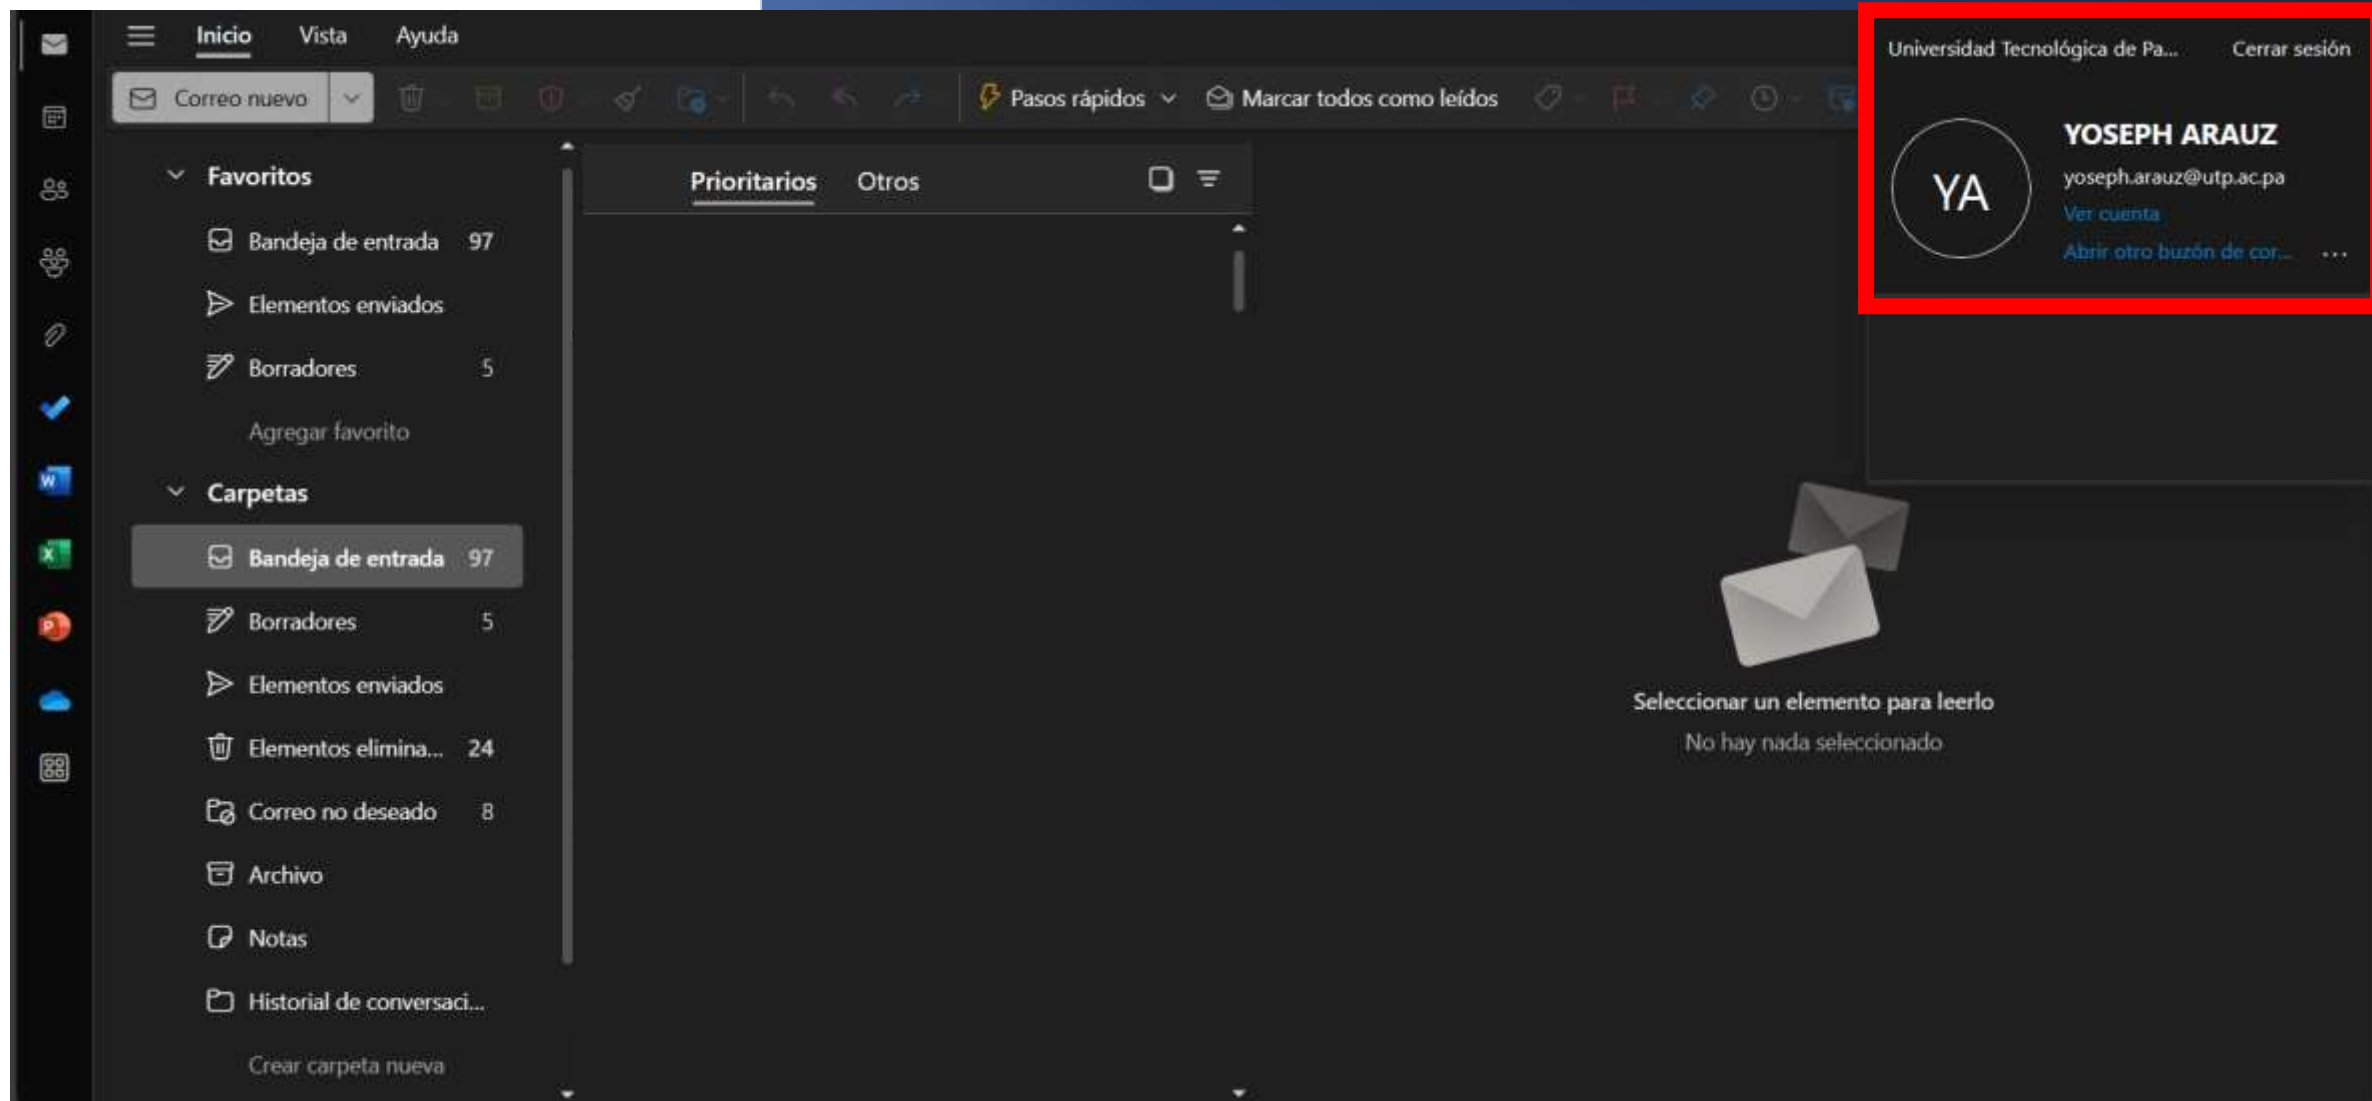 Inicio Vista Ayuda
Universidad Tecnológica de Pa... Cerrar sesión
Correo nuevo Pasos rápidos Marcar todos como leídos
YA
YOSEPH ARAUZ
yoseph.arauz@utp.ac.pa
Ver cuenta
Abrir otro buzón de cor... ...
Favoritos
Bandeja de entrada 97
Elementos enviados
Borradores 5
Agregar favorito
Carpetas
Bandeja de entrada 97
Borradores 5
Elementos enviados
Elementos elimina... 24
Correo no deseado 8
Archivo
Notas
Historial de conversaci...
Crear carpeta nueva
Prioritarios Otros
Seleccionar un elemento para leerlo
No hay nada seleccionado
W
X
P